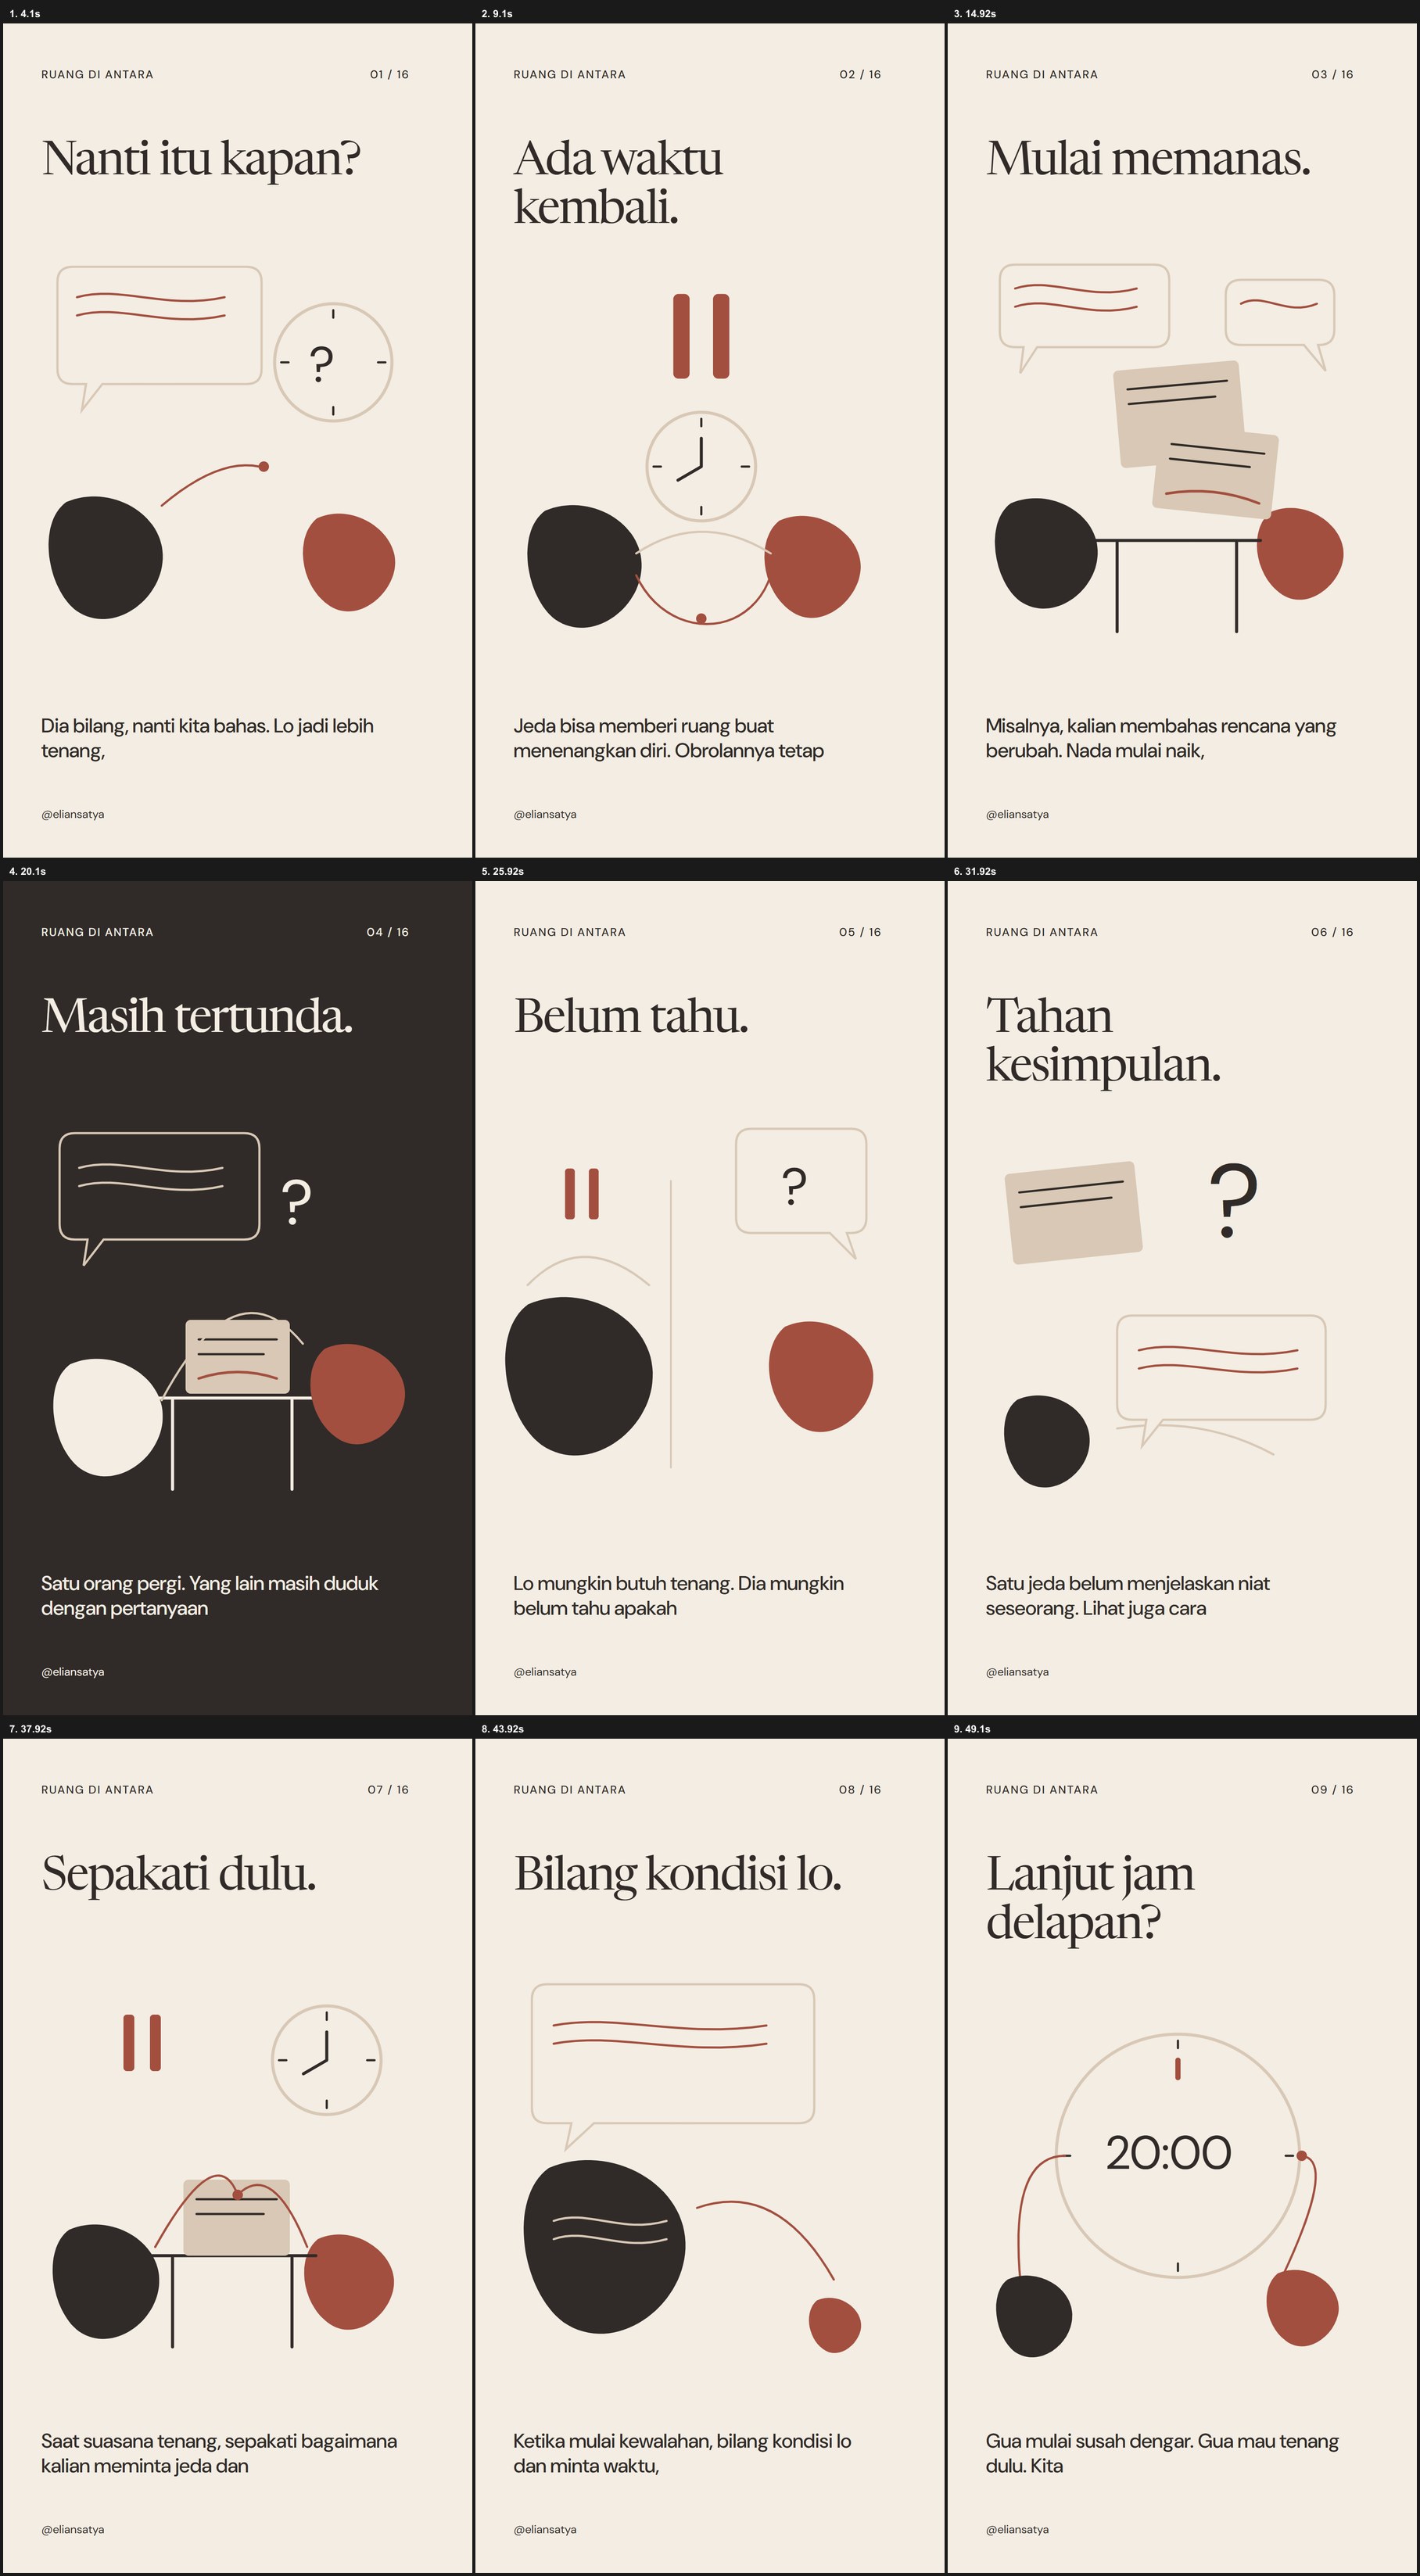 1. 4.1s
RUANG DI ANTARA
01 / 16
Nanti itu kapan?
?
Dia bilang, nanti kita bahas. Lo jadi lebih
tenang,
@eliansatya
2. 9.1s
RUANG DI ANTARA
02 / 16
Ada waktu
kembali.
Jeda bisa memberi ruang buat
menenangkan diri. Obrolannya tetap
@eliansatya
3. 14.92s
RUANG DI ANTARA
03 / 16
Mulai memanas.
Misalnya, kalian membahas rencana yang
berubah. Nada mulai naik,
@eliansatya
4. 20.1s
RUANG DI ANTARA
04 / 16
Masih tertunda.
?
Satu orang pergi. Yang lain masih duduk
dengan pertanyaan
@eliansatya
5. 25.92s
RUANG DI ANTARA
05 / 16
Belum tahu.
?
Lo mungkin butuh tenang. Dia mungkin
belum tahu apakah
@eliansatya
6. 31.92s
RUANG DI ANTARA
06 / 16
Tahan
kesimpulan.
?
Satu jeda belum menjelaskan niat
seseorang. Lihat juga cara
@eliansatya
7. 37.92s
RUANG DI ANTARA
07 / 16
Sepakati dulu.
Saat suasana tenang, sepakati bagaimana
kalian meminta jeda dan
@eliansatya
8. 43.92s
RUANG DI ANTARA
08 / 16
Bilang kondisi lo.
Ketika mulai kewalahan, bilang kondisi lo
dan minta waktu,
@eliansatya
9. 49.1s
RUANG DI ANTARA
09 / 16
Lanjut jam
delapan?
20:00
Gua mulai susah dengar. Gua mau tenang
dulu. Kita
@eliansatya